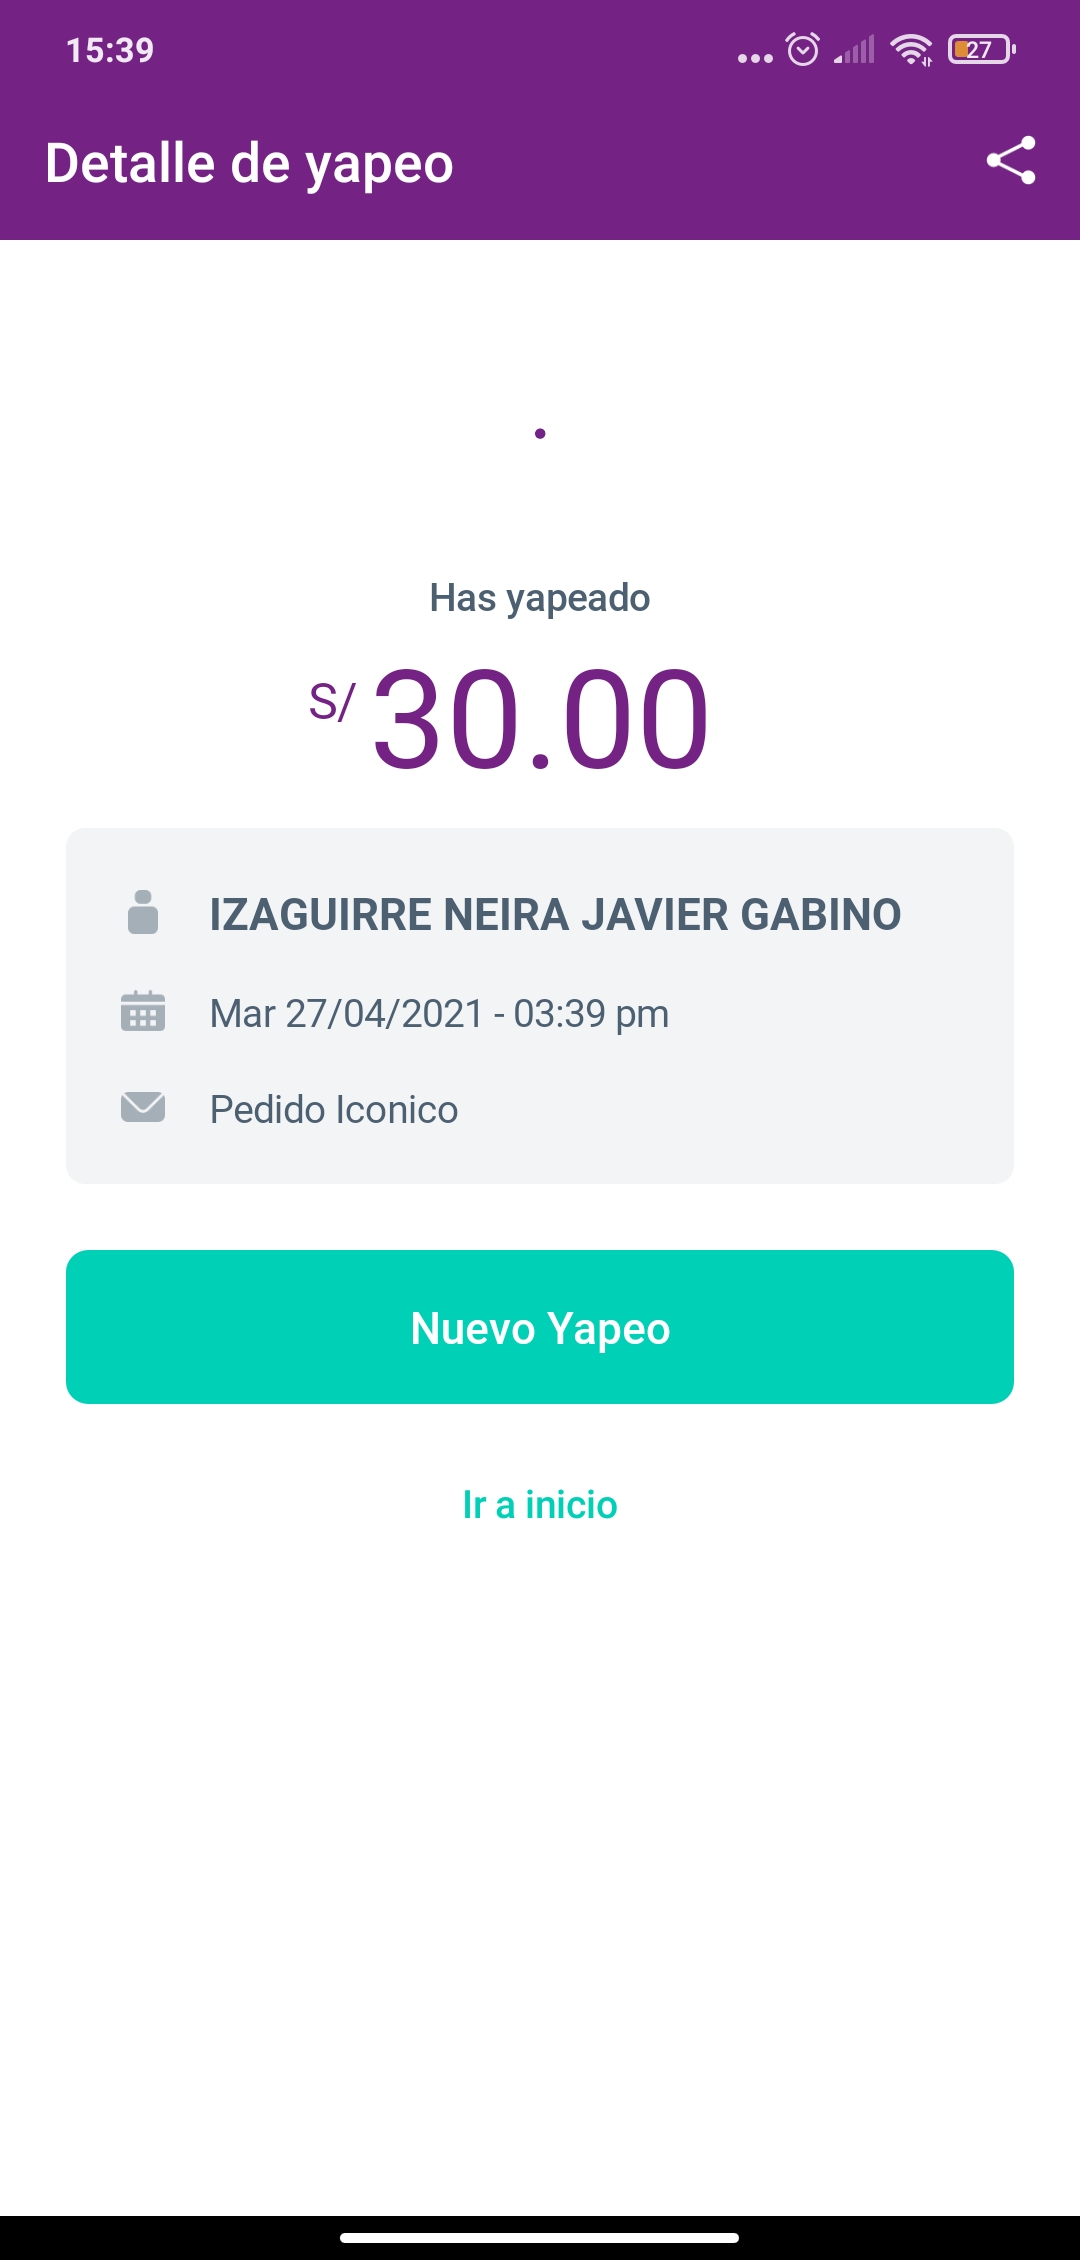 15:39
27
Detalle de yapeo
Has yapeado
S/ 30.00
IZAGUIRRE NEIRA JAVIER GABINO
Mar 27/04/2021 - 03:39 pm
Pedido Iconico
Nuevo Yapeo
Ir a inicio